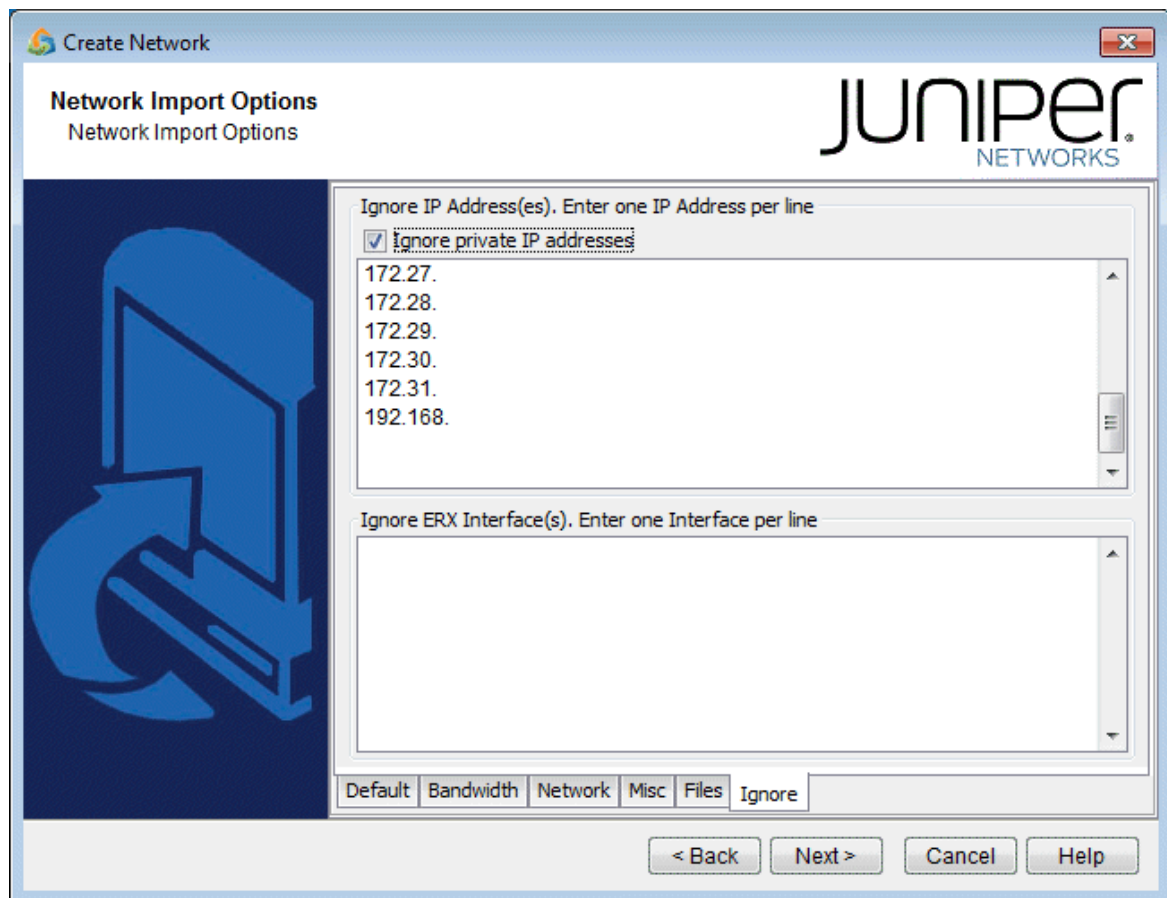 Create Network
Network Import Options
Network Import Options
JUNIPER
NETWORKS
Ignore IP Address(es). Enter one IP Address per line
Ignore private IP addresses
172.27.
172.28.
172.29.
172.30.
172.31.
192.168.
Ignore ERX Interface(s). Enter one Interface per line
Default Bandwidth Network Misc Files Ignore
< Back Next > Cancel Help